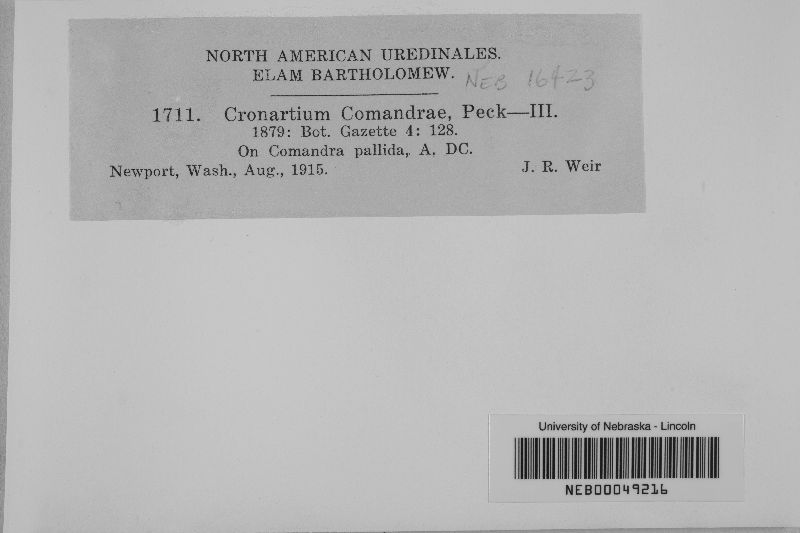 NORTH AMERICAN UREDINALES.
ELAM BARTHOLOMEW.
NEB 16423
1711. Cronartium Comandrae, Peck—III.
1879: Bot. Gazette 4: 128.
On Comandra pallida, A. DC.
Newport, Wash., Aug., 1915. J. R. Weir
University of Nebraska - Lincoln
NEB00049216